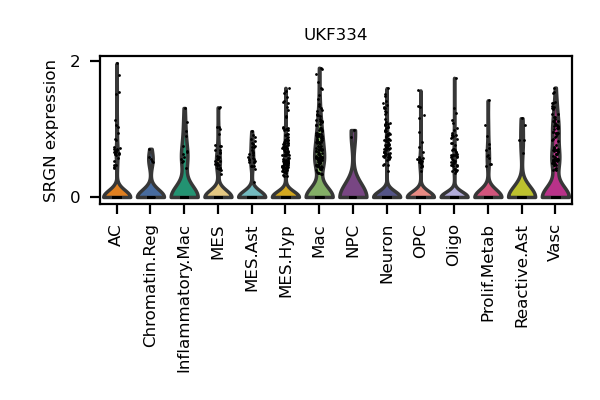 UKF334
SRGN expression
2
0
AC
Chromatin.Reg
Inflammatory.Mac
MES
MES.Ast
MES.Hyp
Mac
NPC
Neuron
OPC
Oligo
Prolif.Metab
Reactive.Ast
Vasc